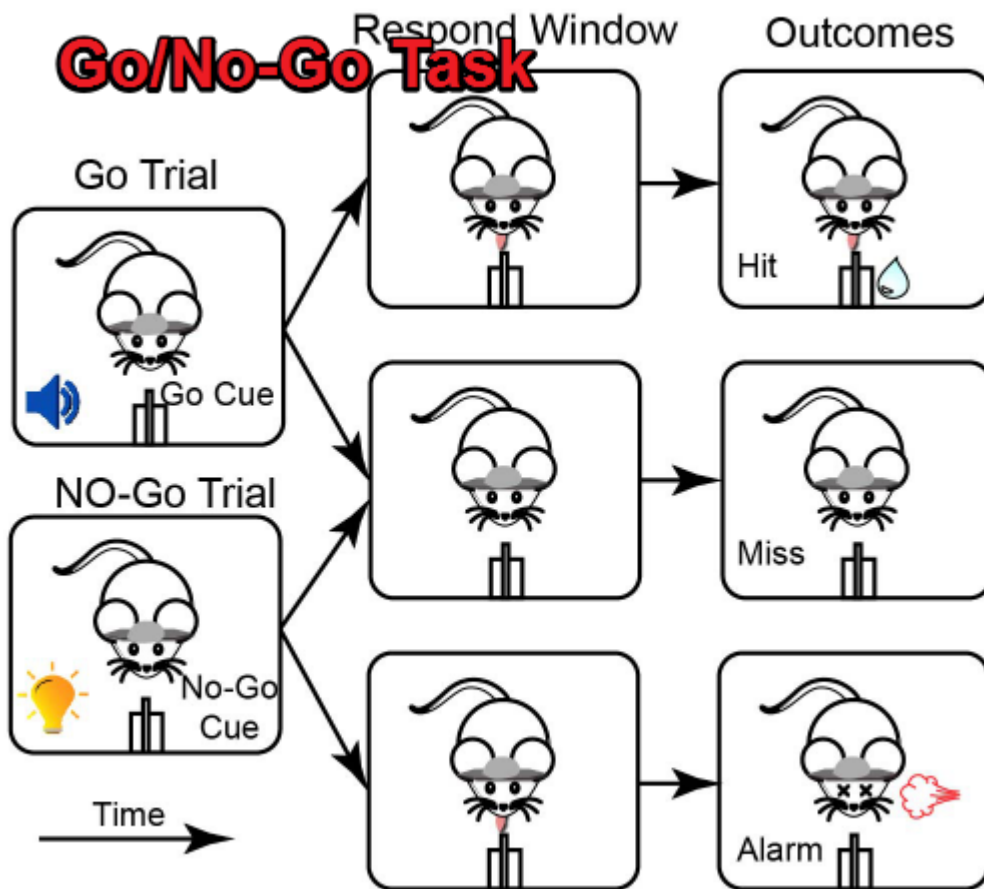 Respond Window
Outcomes
Go/No-Go Task
Go Trial
Hit
Go Cue
NO-Go Trial
Miss
No-Go
Cue
Time
Alarm